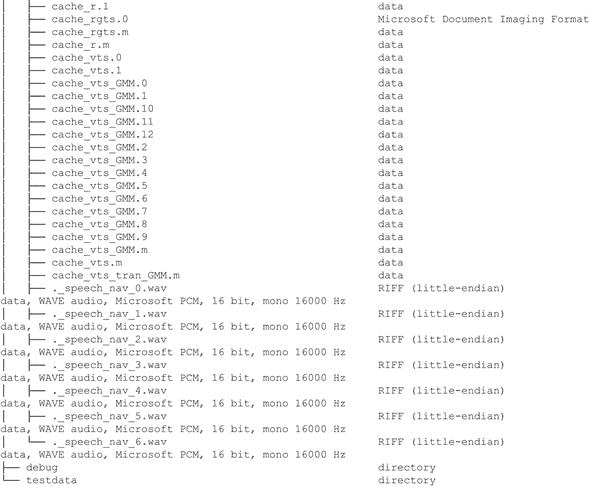 │   ├── cache_r.1                                         data
│   ├── cache_rgts.0                                      Microsoft Document Imaging Format
│   ├── cache_rgts.m                                      data
│   ├── cache_r.m                                         data
│   ├── cache_vts.0                                       data
│   ├── cache_vts.1                                       data
│   ├── cache_vts_GMM.0                                   data
│   ├── cache_vts_GMM.1                                   data
│   ├── cache_vts_GMM.10                                  data
│   ├── cache_vts_GMM.11                                  data
│   ├── cache_vts_GMM.12                                  data
│   ├── cache_vts_GMM.2                                   data
│   ├── cache_vts_GMM.3                                   data
│   ├── cache_vts_GMM.4                                   data
│   ├── cache_vts_GMM.5                                   data
│   ├── cache_vts_GMM.6                                   data
│   ├── cache_vts_GMM.7                                   data
│   ├── cache_vts_GMM.8                                   data
│   ├── cache_vts_GMM.9                                   data
│   ├── cache_vts_GMM.m                                   data
│   ├── cache_vts.m                                       data
│   ├── cache_vts_tran_GMM.m                              data
│   ├── ._speech_nav_0.wav                                RIFF (little-endian)
data, WAVE audio, Microsoft PCM, 16 bit, mono 16000 Hz
│   ├── ._speech_nav_1.wav                                RIFF (little-endian)
data, WAVE audio, Microsoft PCM, 16 bit, mono 16000 Hz
│   ├── ._speech_nav_2.wav                                RIFF (little-endian)
data, WAVE audio, Microsoft PCM, 16 bit, mono 16000 Hz
│   ├── ._speech_nav_3.wav                                RIFF (little-endian)
data, WAVE audio, Microsoft PCM, 16 bit, mono 16000 Hz
│   ├── ._speech_nav_4.wav                                RIFF (little-endian)
data, WAVE audio, Microsoft PCM, 16 bit, mono 16000 Hz
│   ├── ._speech_nav_5.wav                                RIFF (little-endian)
data, WAVE audio, Microsoft PCM, 16 bit, mono 16000 Hz
│   └── ._speech_nav_6.wav                                RIFF (little-endian)
data, WAVE audio, Microsoft PCM, 16 bit, mono 16000 Hz
├── debug                                                 directory
└── testdata                                              directory